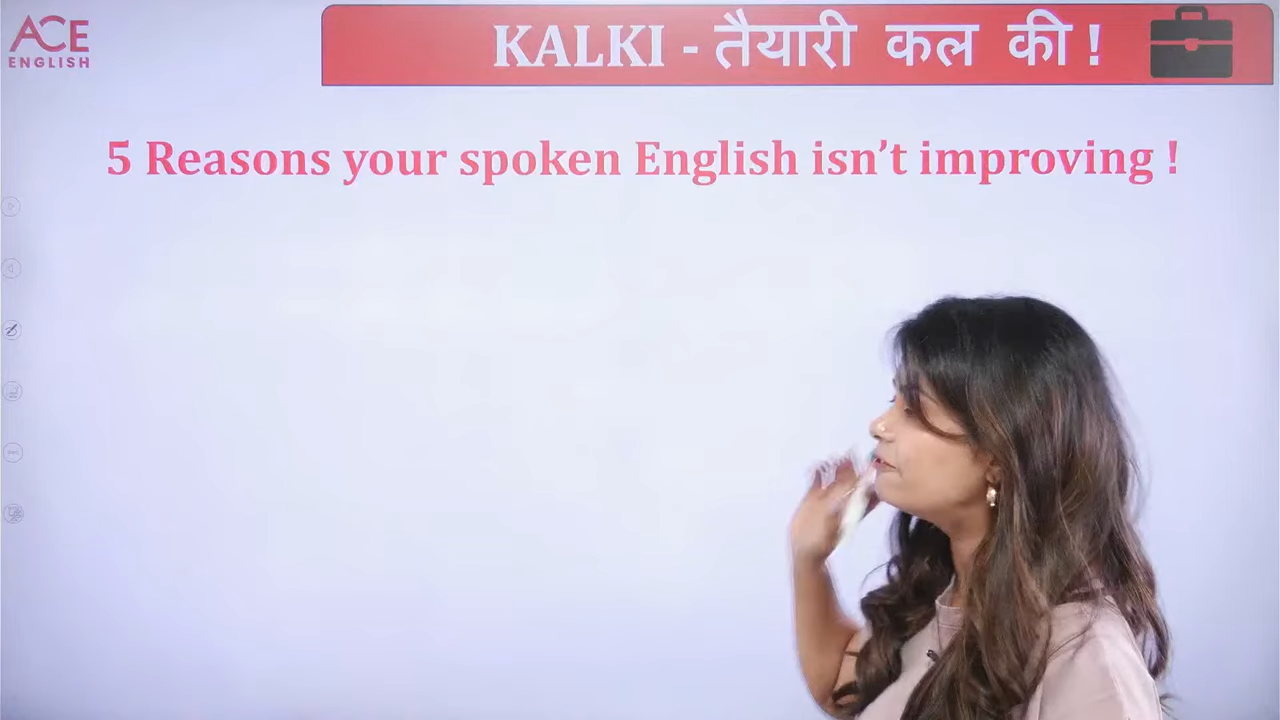 ACE
ENGLISH
KALKI - तैयारी कल की !
5 Reasons your spoken English isn’t improving !